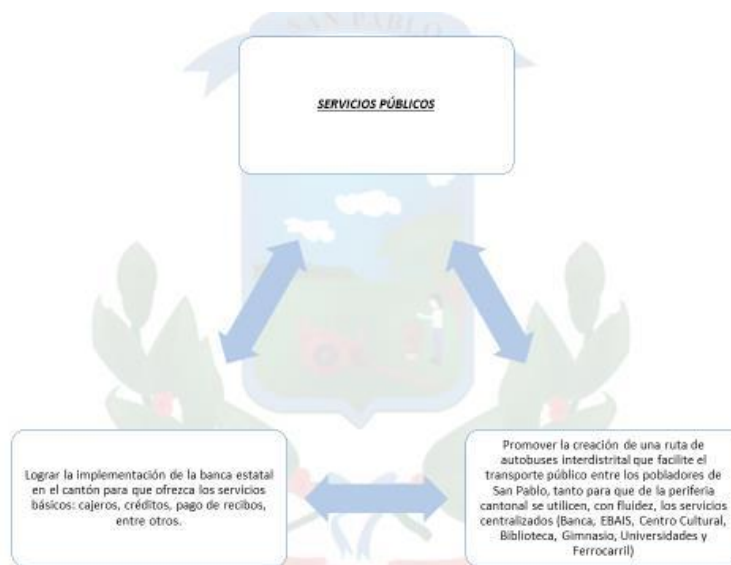 SAN PABLO
SERVICIOS PÚBLICOS
Lograr la implementación de la banca estatal
en el cantón para que ofrezca los servicios
básicos: cajeros, créditos, pago de recibos,
entre otros.
Promover la creación de una ruta de
autobuses interdistrital que facilite el
transporte público entre los pobladores de
San Pablo, tanto para que de la periferia
cantonal se utilicen, con fluidez, los servicios
centralizados (Banca, EBAIS, Centro Cultural,
Biblioteca, Gimnasio, Universidades y
Ferrocarril)